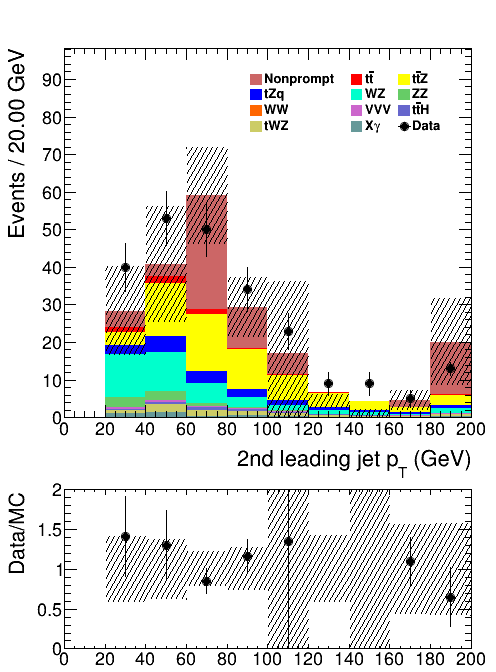 Events / 20.00 GeV
90
80
70
60
50
40
30
20
10
0
Nonprompt tt̄ tt̄Z
tZq WZ ZZ
WW VVV tt̄H
tWZ Xγ Data
0 20 40 60 80 100 120 140 160 180 200
2nd leading jet p_T (GeV)
Data/MC
2
1.5
1
0.5
0
0 20 40 60 80 100 120 140 160 180 200